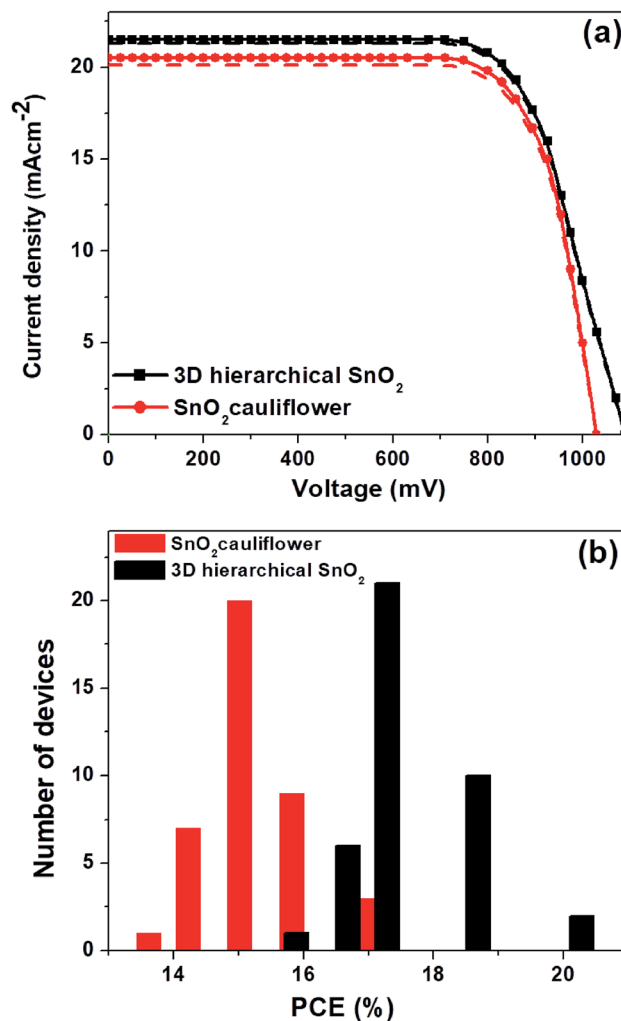 (a)
Current density (mAcm⁻²)
20
15
10
5
0
3D hierarchical SnO₂
SnO₂cauliflower
0 200 400 600 800 1000
Voltage (mV)
(b)
SnO₂cauliflower
3D hierarchical SnO₂
Number of devices
20
15
10
5
0
14 16 18 20
PCE (%)